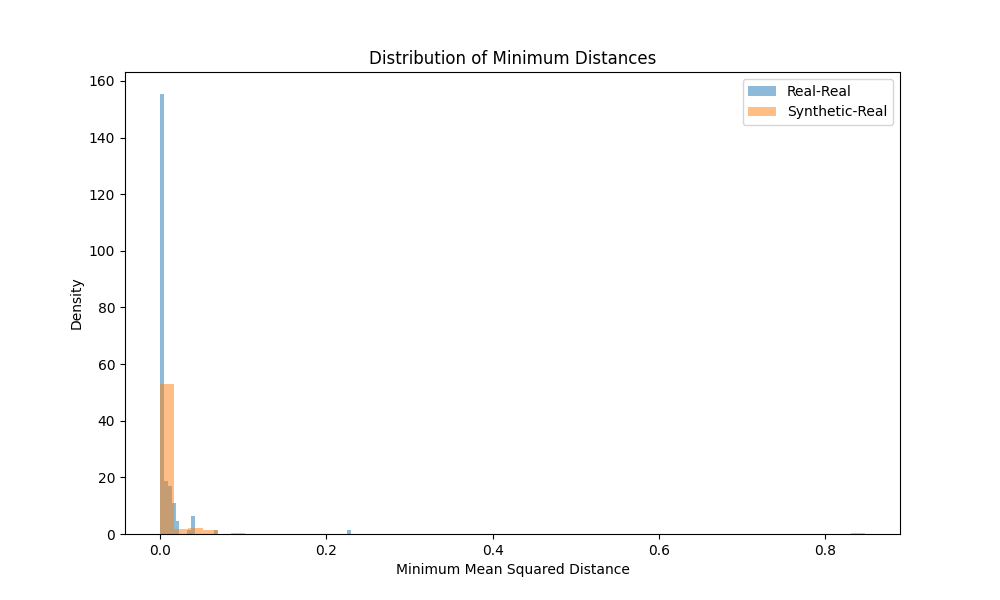 Distribution of Minimum Distances
Real-Real
Synthetic-Real
160
140
120
100
80
60
40
20
0
Density
0.0
0.2
0.4
0.6
0.8
Minimum Mean Squared Distance